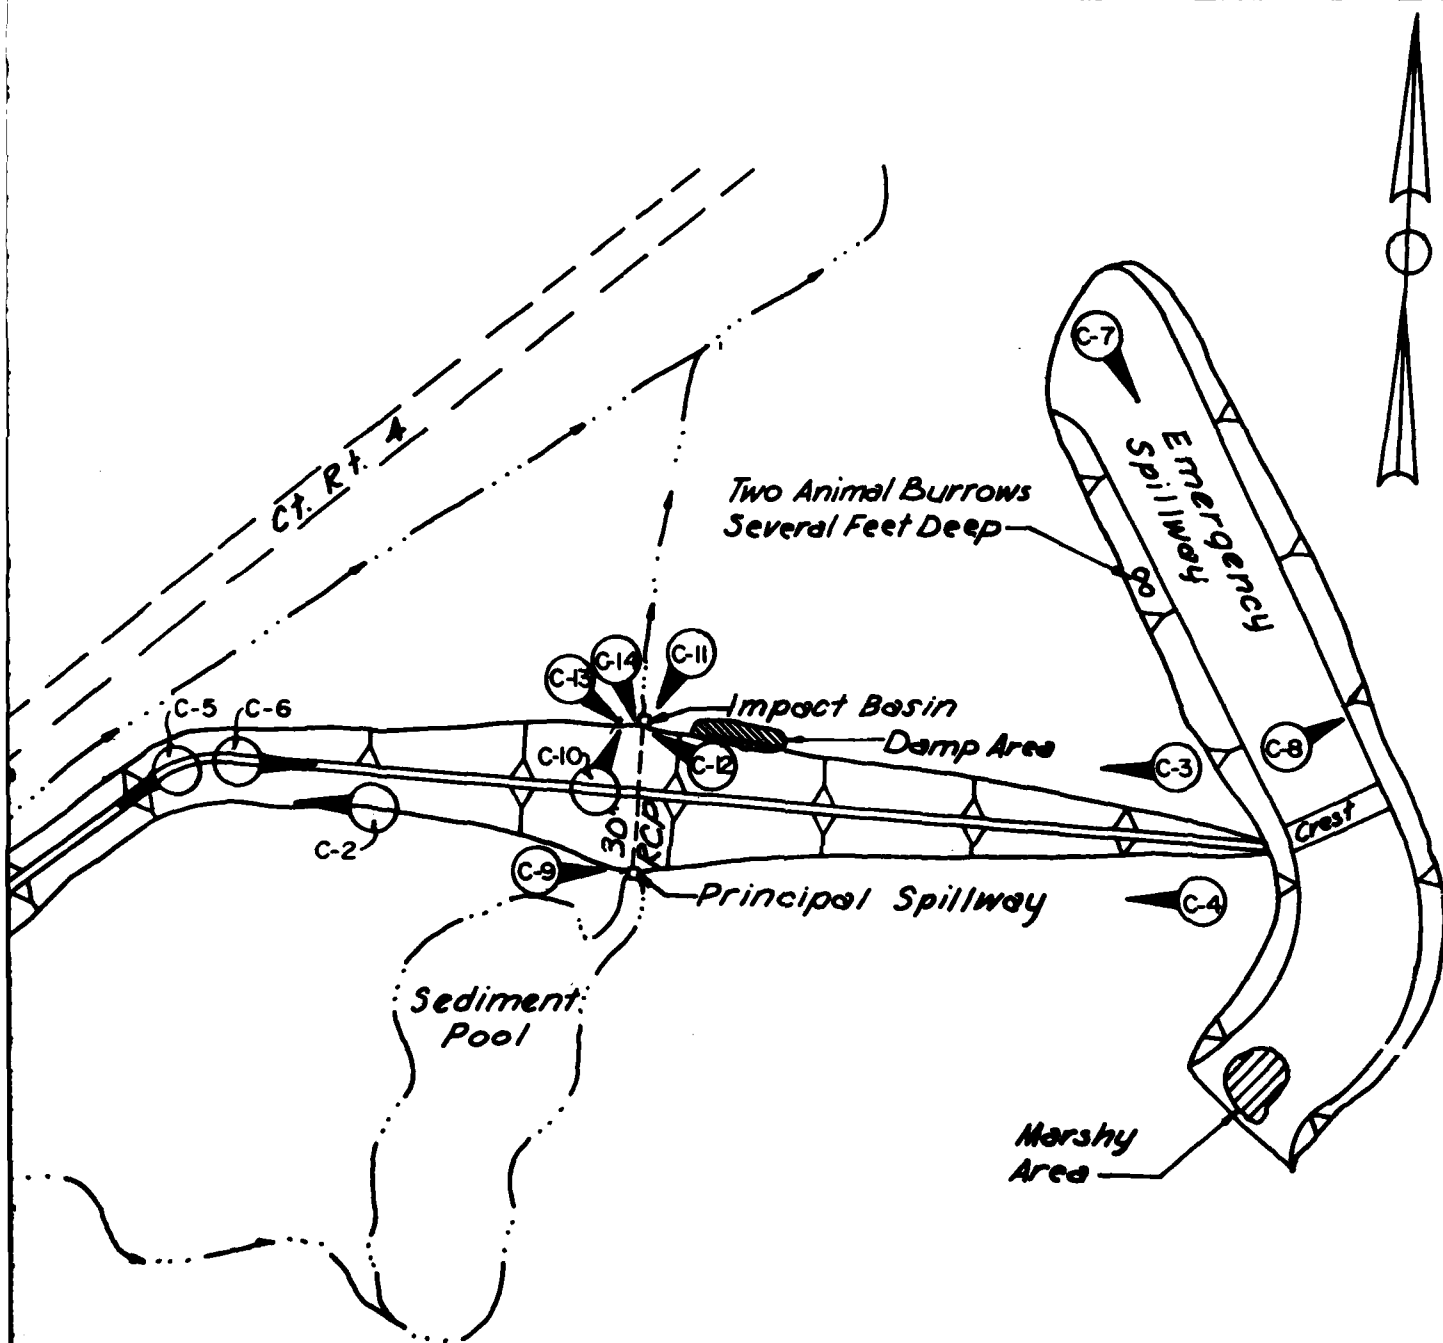 C-7
Ct. Rt. 4
Emergency
Spillway
Two Animal Burrows
Several Feet Deep
C-13
C-14
C-11
C-5
C-6
Impact Basin
Damp Area
C-10
C-12
C-3
C-8
C-2
30"
RCP
Crest
C-9
Principal Spillway
C-4
Sediment
Pool
Marshy
Area